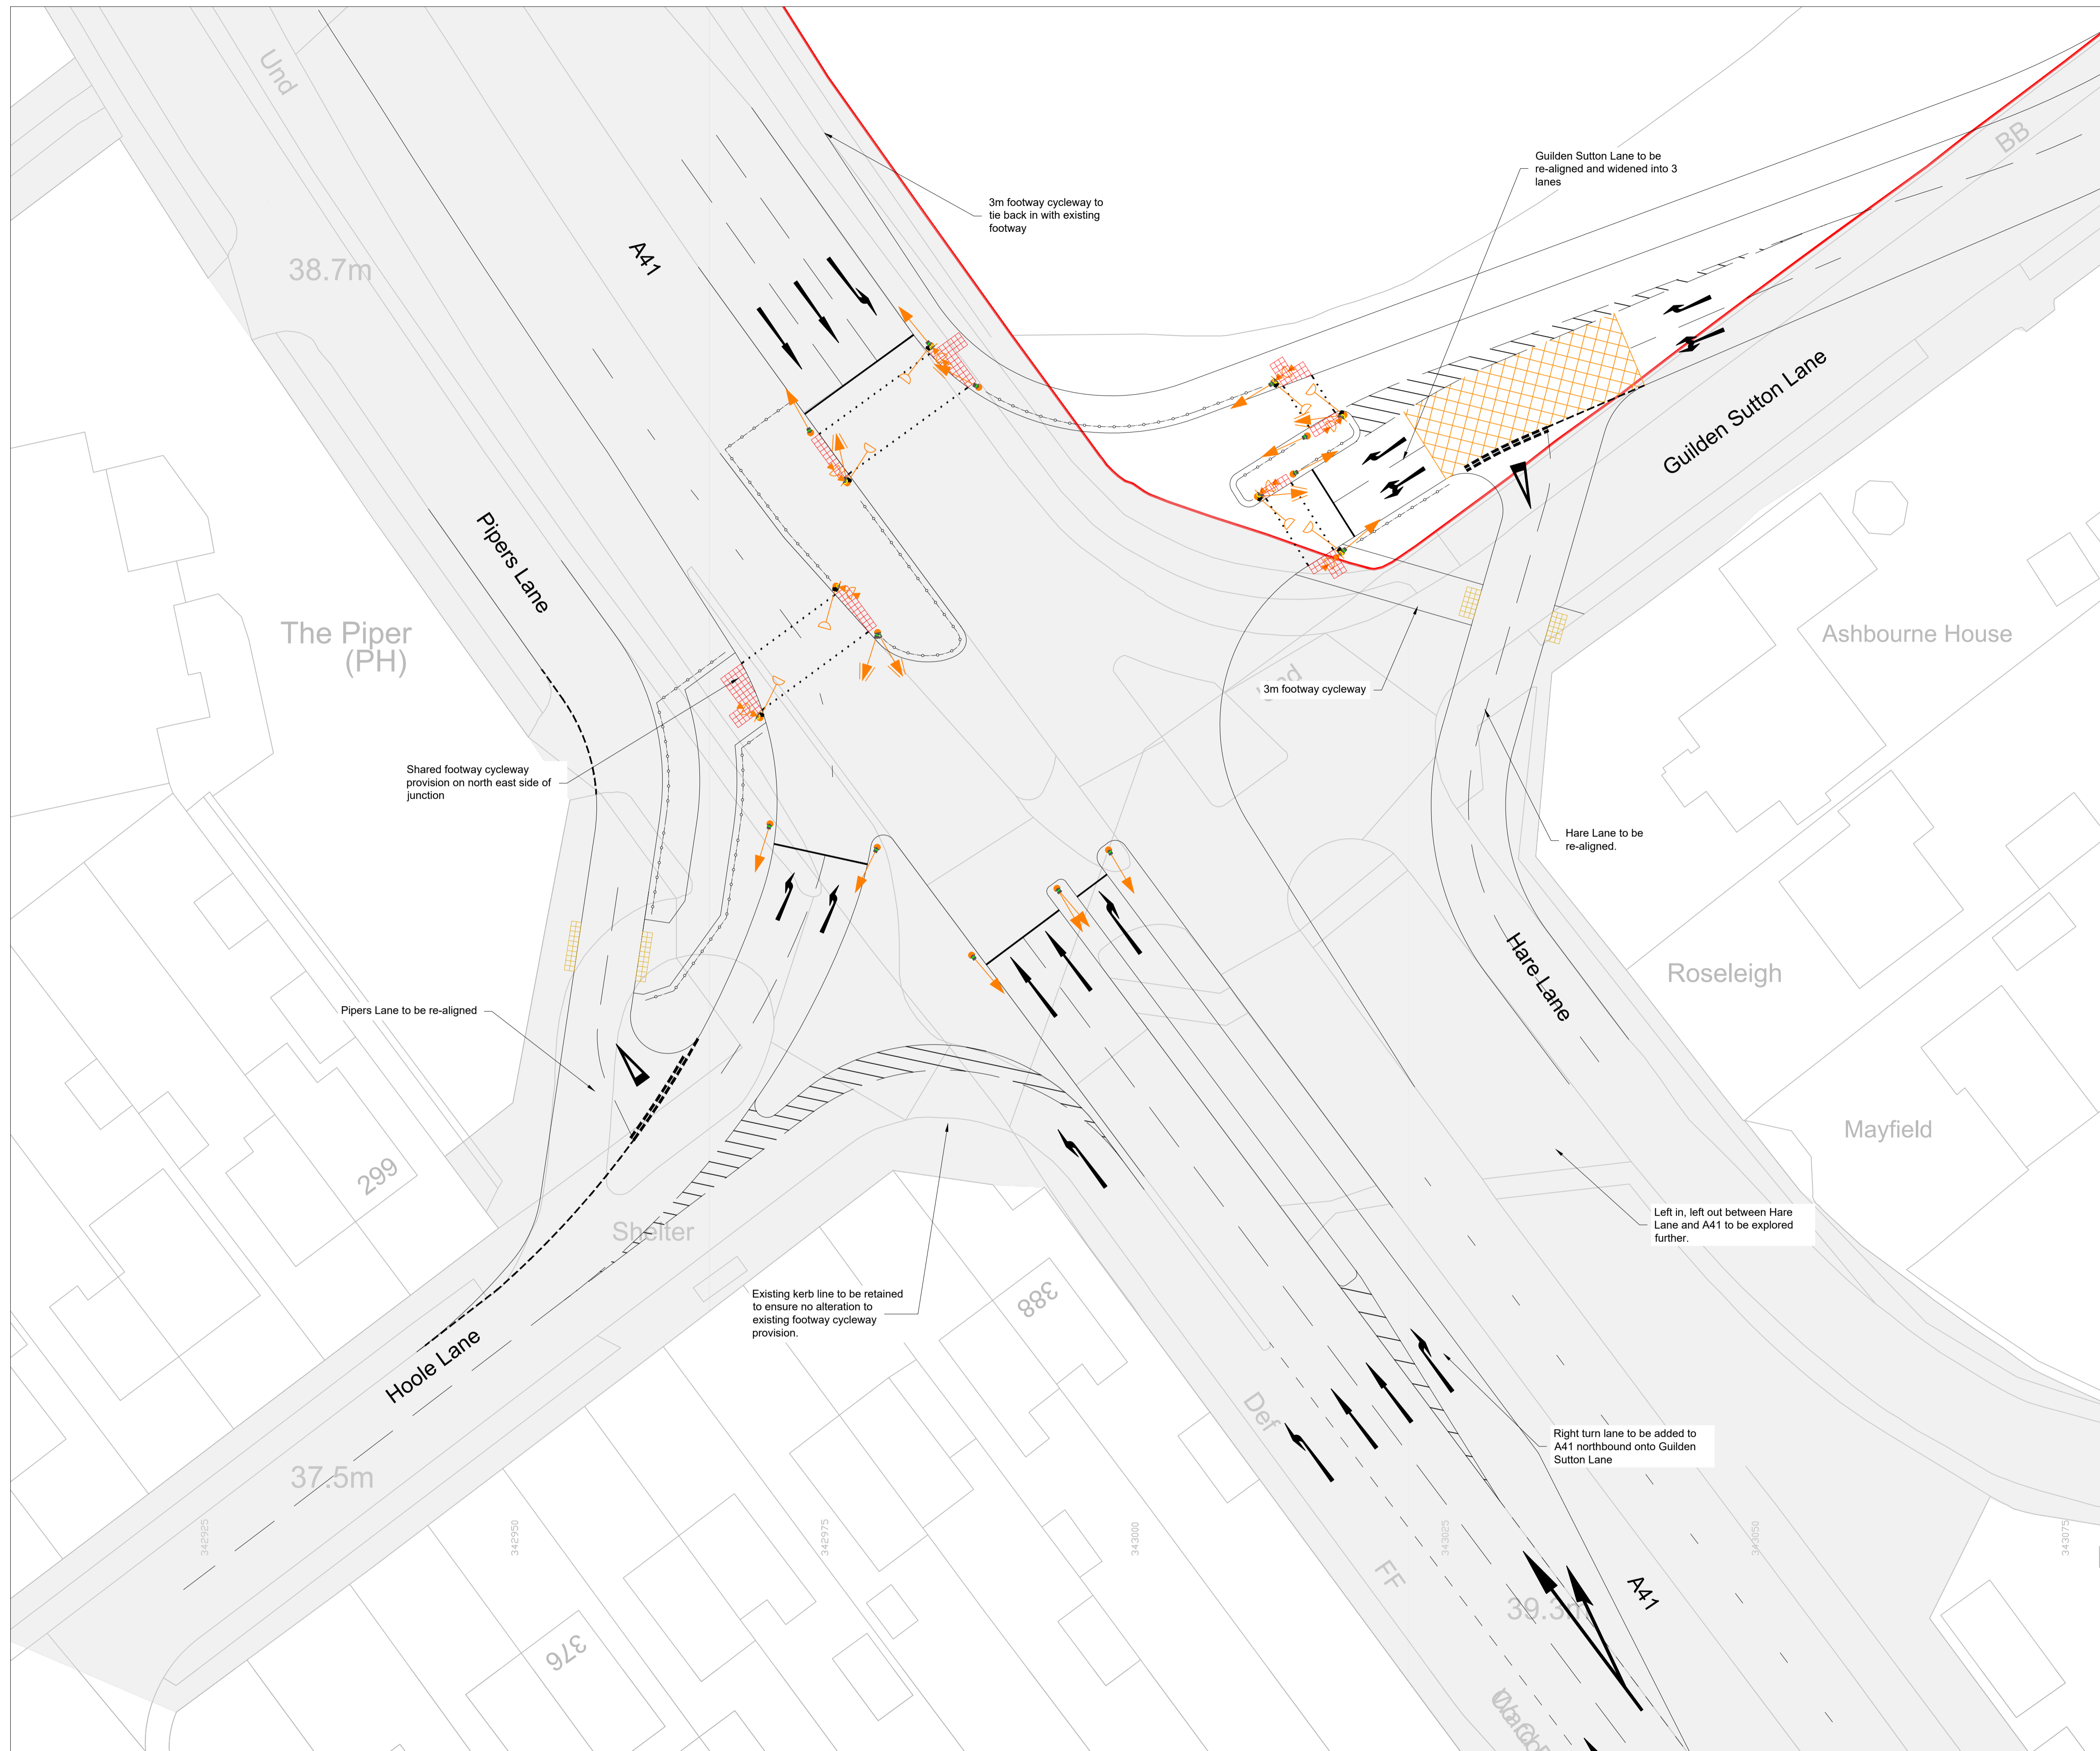 Und
BB
Guilden Sutton Lane to be
re-aligned and widened into 3
lanes
3m footway cycleway to
tie back in with existing
footway
A41
38.7m
Guilden Sutton Lane
Pipers Lane
The Piper
(PH)
Ashbourne House
3m footway cycleway
Shared footway cycleway
provision on north east side of
junction
Hare Lane to be
re-aligned.
Hare Lane
Roseleigh
Pipers Lane to be re-aligned
Mayfield
299
Shelter
Left in, left out between Hare
Lane and A41 to be explored
further.
Existing kerb line to be retained
to ensure no alteration to
existing footway cycleway
provision.
388
Hoole Lane
Def
Right turn lane to be added to
A41 northbound onto Guilden
Sutton Lane
37.5m
342925
342950
342975
343000
343025
343050
343075
FF
A41
39.3m
376